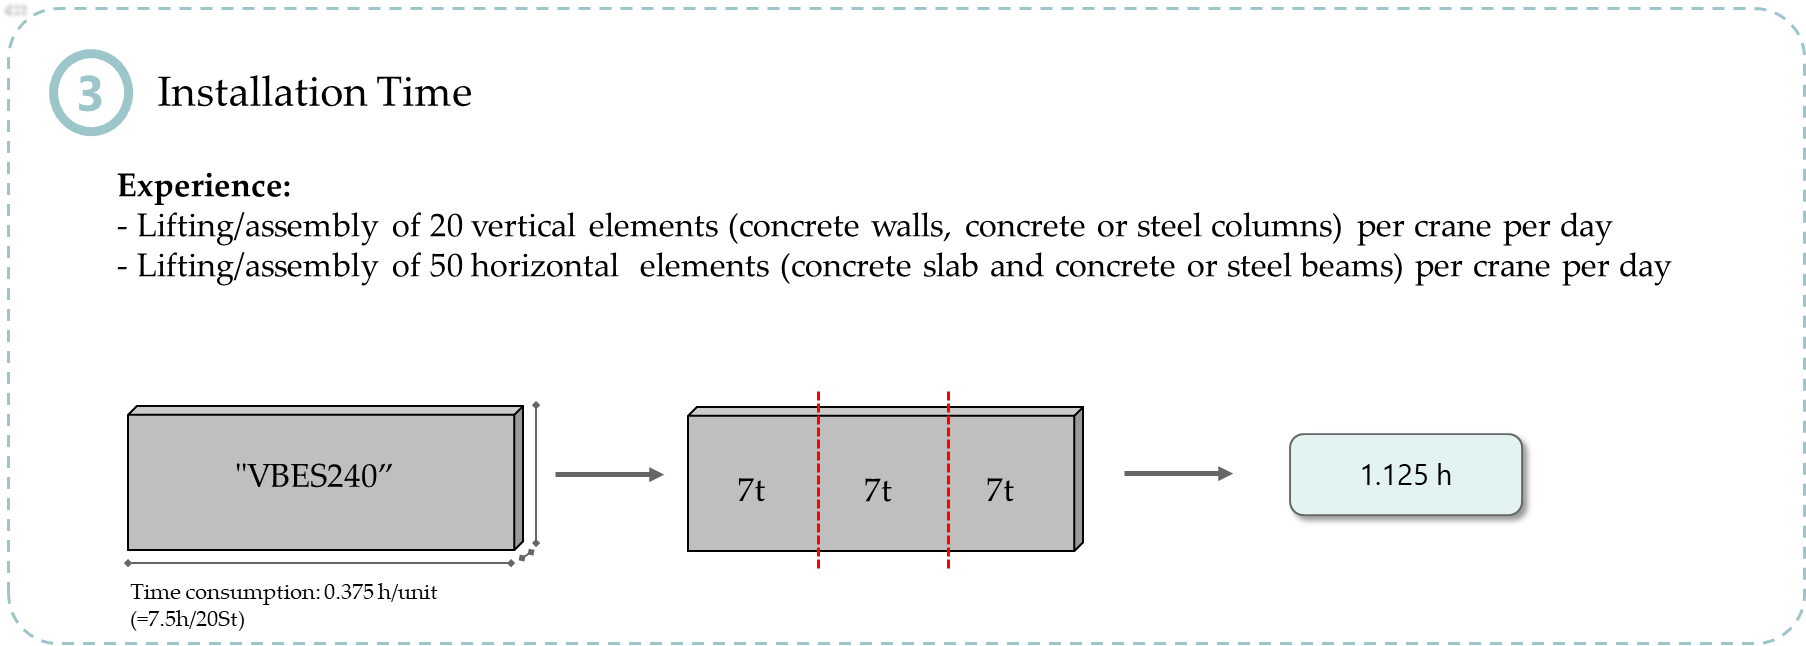 3
Installation Time
Experience:
- Lifting/assembly of 20 vertical elements (concrete walls, concrete or steel columns) per crane per day
- Lifting/assembly of 50 horizontal elements (concrete slab and concrete or steel beams) per crane per day
"VBES240”
7t 7t 7t
1.125 h
Time consumption: 0.375 h/unit
(=7.5h/20St)